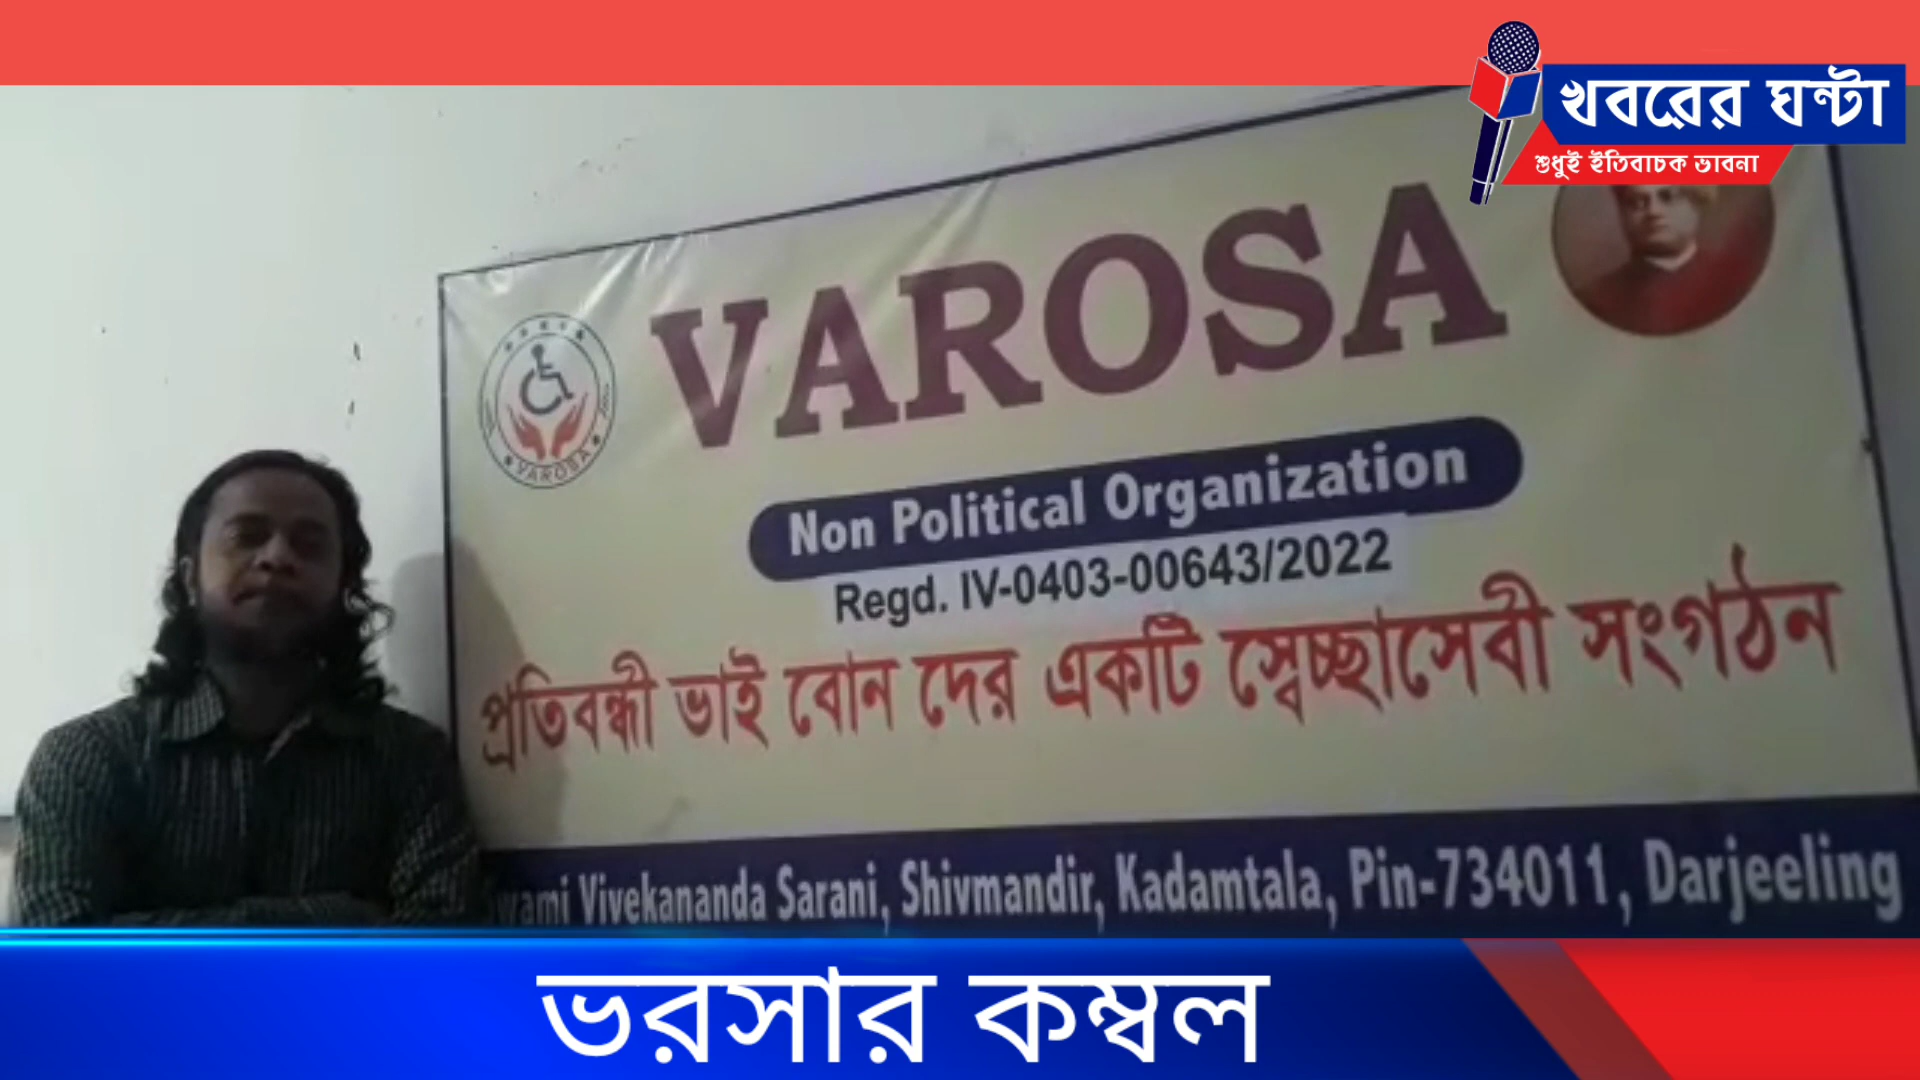 খবরের ঘন্টা
শুধুই ইতিবাচক ভাবনা
VAROSA
VAROSA
Non Political Organization
Regd. IV-0403-00643/2022
প্রতিবন্ধী ভাই বোন দের একটি স্বেচ্ছাসেবী সংগঠন
Vivekananda Sarani, Shivmandir, Kadamtala, Pin-734011, Darjeeling
ভরসার কম্বল